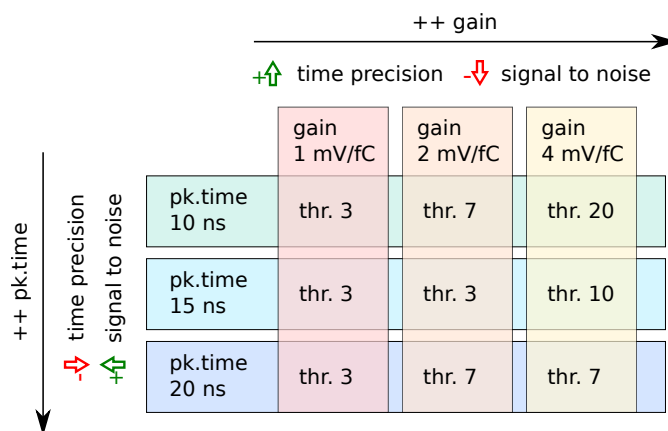 ++ gain
+ time precision - signal to noise
gain gain gain
1 mV/fC 2 mV/fC 4 mV/fC
++ pk.time
- time precision
+ signal to noise
pk.time
10 ns
thr. 3 thr. 7 thr. 20
pk.time
15 ns
thr. 3 thr. 3 thr. 10
pk.time
20 ns
thr. 3 thr. 7 thr. 7